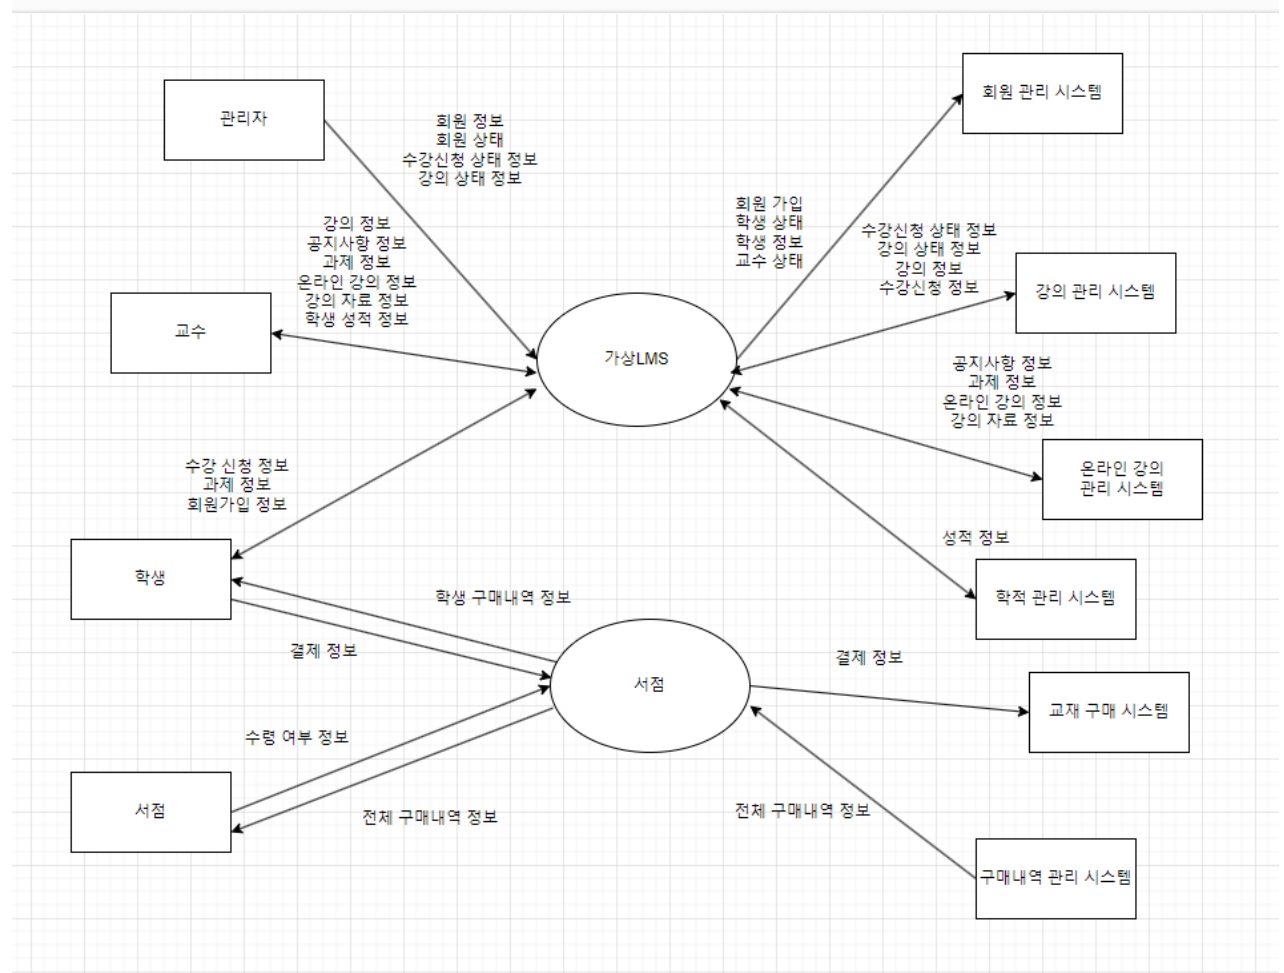 관리자
회원 정보
회원 상태
수강신청 상태 정보
강의 상태 정보
회원 관리 시스템
회원 가입
학생 상태
학생 정보
교수 상태
강의 정보
공지사항 정보
과제 정보
온라인 강의 정보
강의 자료 정보
학생 성적 정보
수강신청 상태 정보
강의 상태 정보
강의 정보
수강신청 정보
강의 관리 시스템
교수
가상LMS
공지사항 정보
과제 정보
온라인 강의 정보
강의 자료 정보
온라인 강의
관리 시스템
수강 신청 정보
과제 정보
회원가입 정보
성적 정보
학생
학적 관리 시스템
학생 구매내역 정보
결제 정보
서점
결제 정보
교재 구매 시스템
수령 여부 정보
서점
전체 구매내역 정보
전체 구매내역 정보
구매내역 관리 시스템